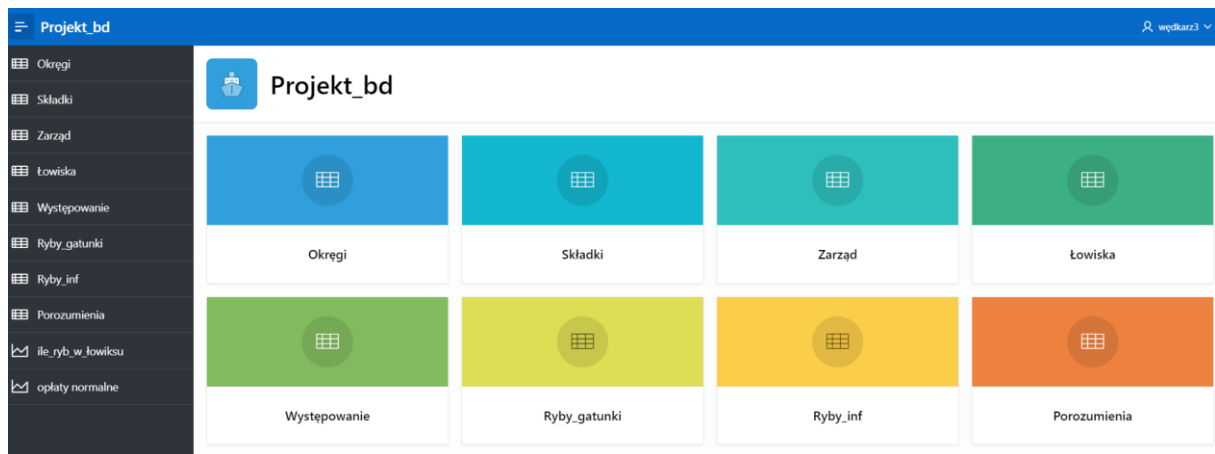 Projekt_bd
wędkarz3
Okręgi
Składki
Zarząd
Łowiska
Występowanie
Ryby_gatunki
Ryby_inf
Porozumienia
ile_ryb_w_łowiksu
opłaty normalne
Projekt_bd
Okręgi
Składki
Zarząd
Łowiska
Występowanie
Ryby_gatunki
Ryby_inf
Porozumienia